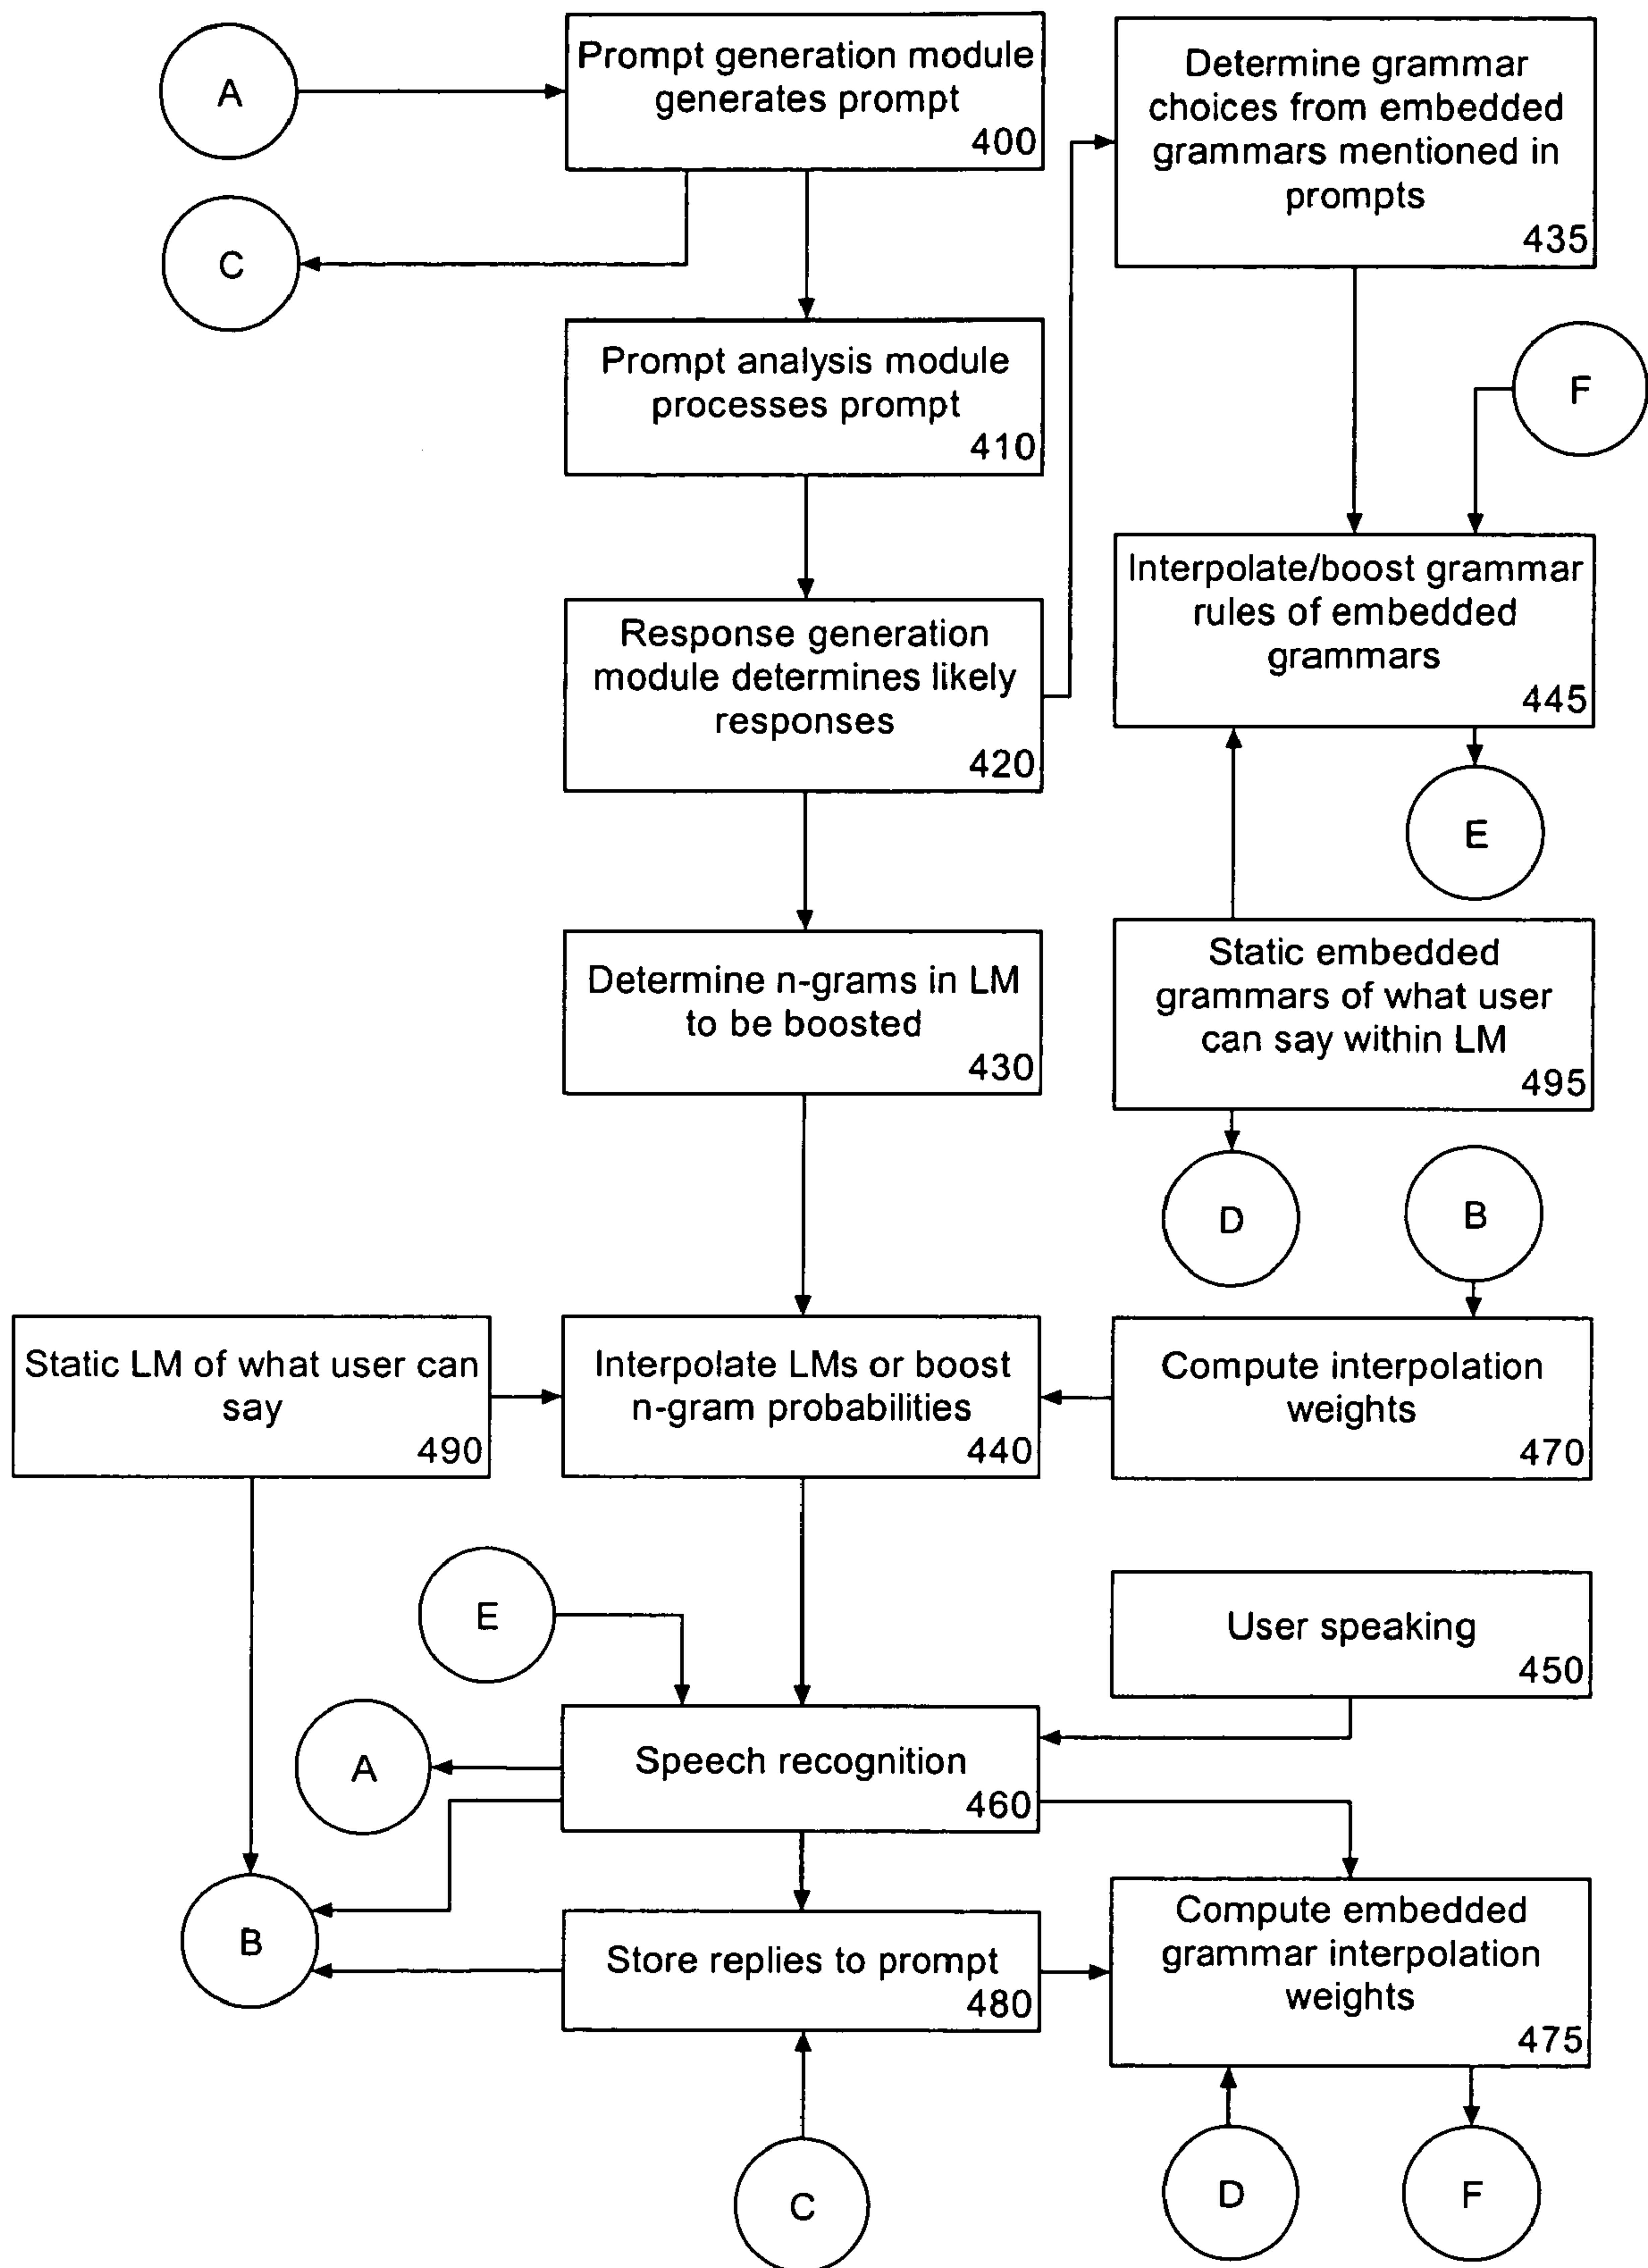 A
Prompt generation module
generates prompt
400
C
Prompt analysis module
processes prompt
410
Response generation
module determines likely
responses
420
Determine n-grams in LM
to be boosted
430
Determine grammar
choices from embedded
grammars mentioned in
prompts
435
F
Interpolate/boost grammar
rules of embedded
grammars
445
E
Static embedded
grammars of what user
can say within LM
495
D
B
Static LM of what user can
say
490
Interpolate LMs or boost
n-gram probabilities
440
Compute interpolation
weights
470
E
User speaking
450
A
Speech recognition
460
B
Store replies to prompt
480
Compute embedded
grammar interpolation
weights
475
C
D
F